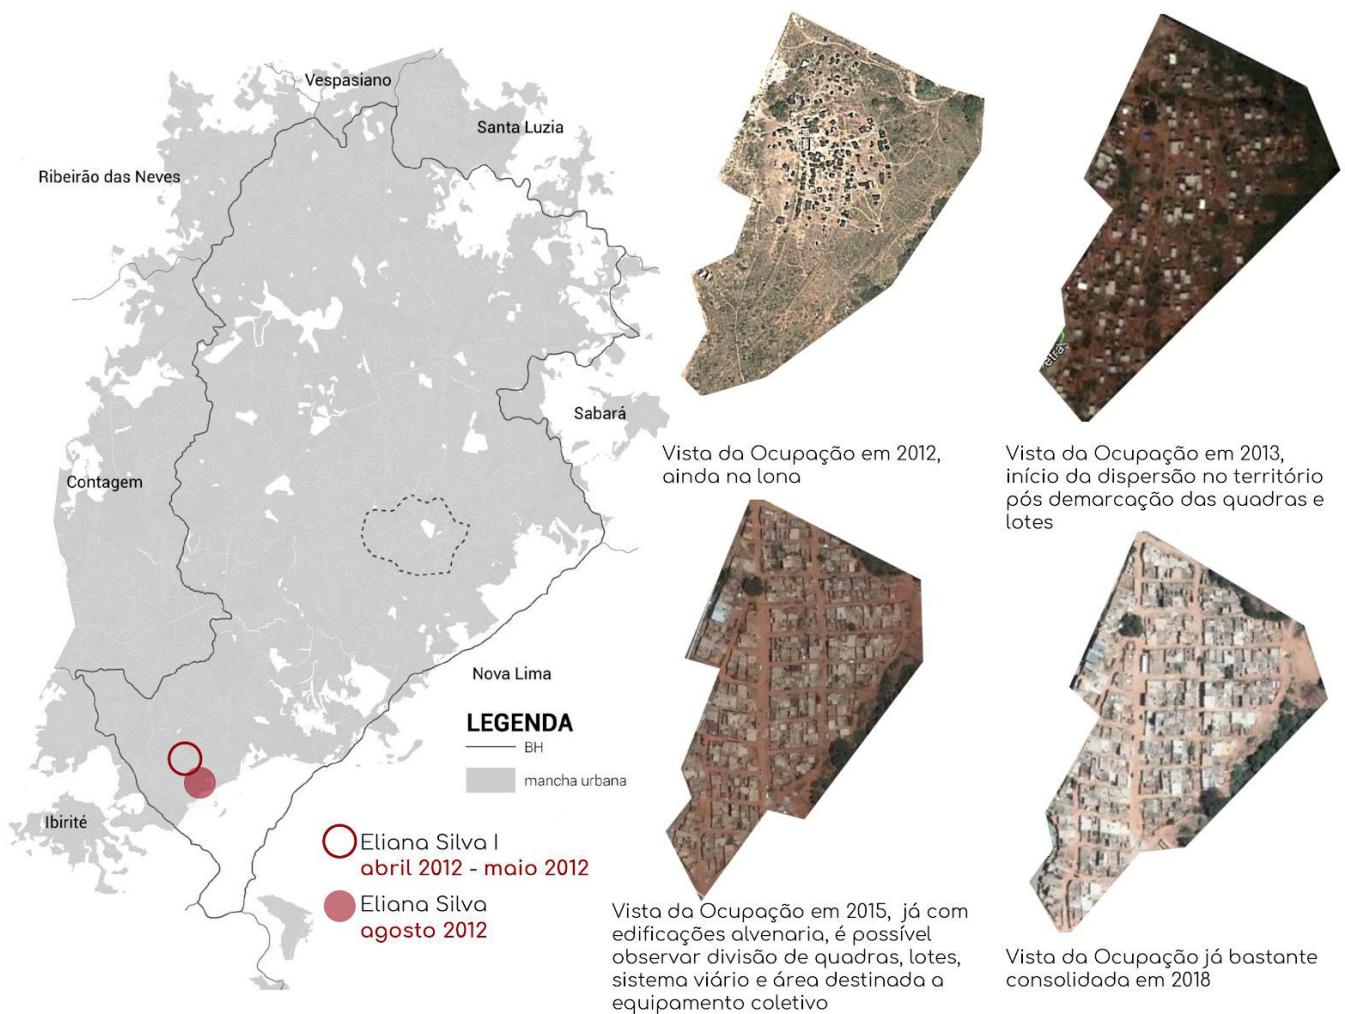 Vespasiano
Santa Luzia
Ribeirão das Neves
Sabará
Contagem
Nova Lima
Ibirité
LEGENDA
BH
mancha urbana
Eliana Silva I
abril 2012 - maio 2012
Eliana Silva
agosto 2012
Vista da Ocupação em 2012,
ainda na lona
etra
Vista da Ocupação em 2013,
início da dispersão no território
pós demarcação das quadras e
lotes
Vista da Ocupação em 2015, já com
edificações alvenaria, é possível
observar divisão de quadras, lotes,
sistema viário e área destinada a
equipamento coletivo
Vista da Ocupação já bastante
consolidada em 2018